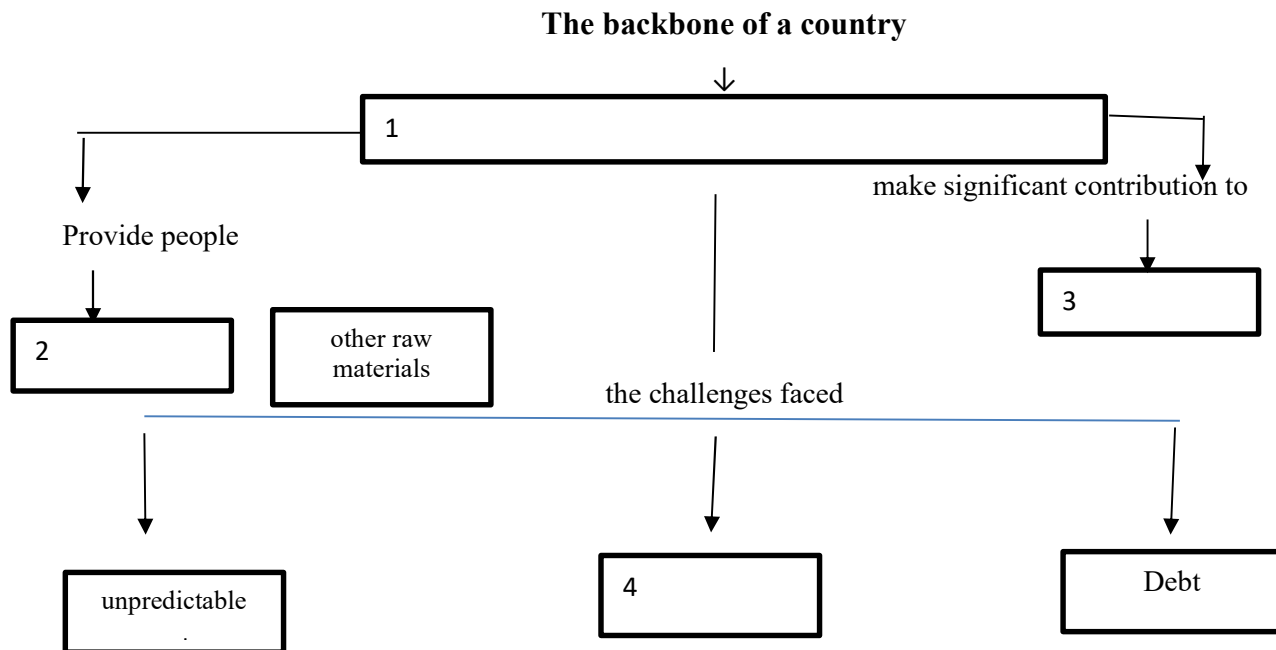 The backbone of a country
1
make significant contribution to
Provide people
3
2
other raw
materials
the challenges faced
unpredictable
.
4
Debt